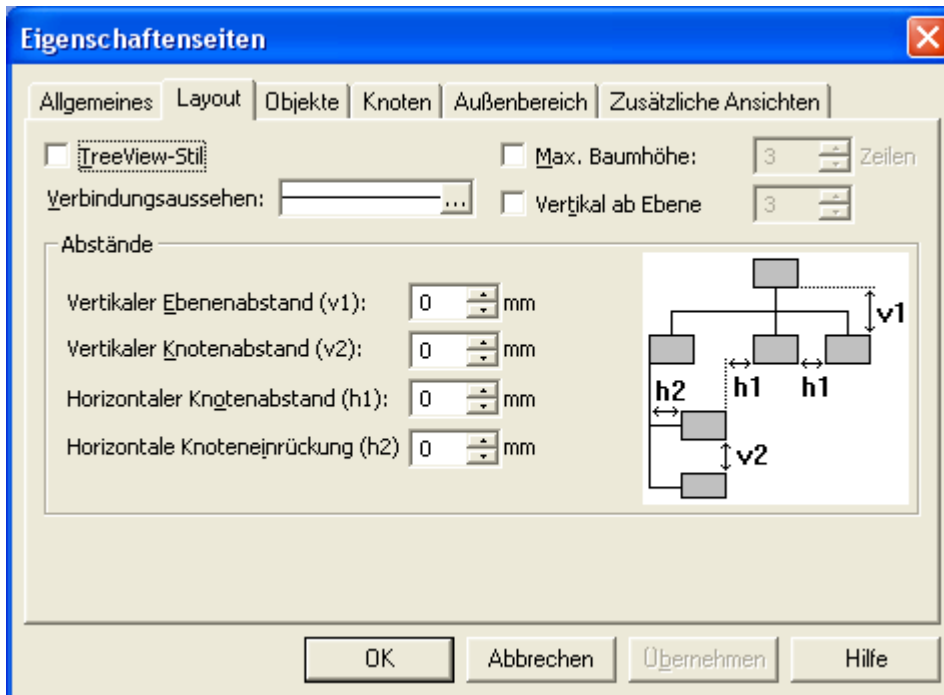 Eigenschaftenseiten
Allgemeines Layout Objekte Knoten Außenbereich Zusätzliche Ansichten
TreeView-Stil
Max. Baumhöhe: 3 Zeilen
Verbindungsaussehen: ...
Vertikal ab Ebene 3
Abstände
Vertikaler Ebenenabstand (v1): 0 mm
Vertikaler Knotenabstand (v2): 0 mm
Horizontaler Knotenabstand (h1): 0 mm
Horizontale Knoteneinrückung (h2) 0 mm
v1
h2 h1 h1
v2
OK Abbrechen Übernehmen Hilfe